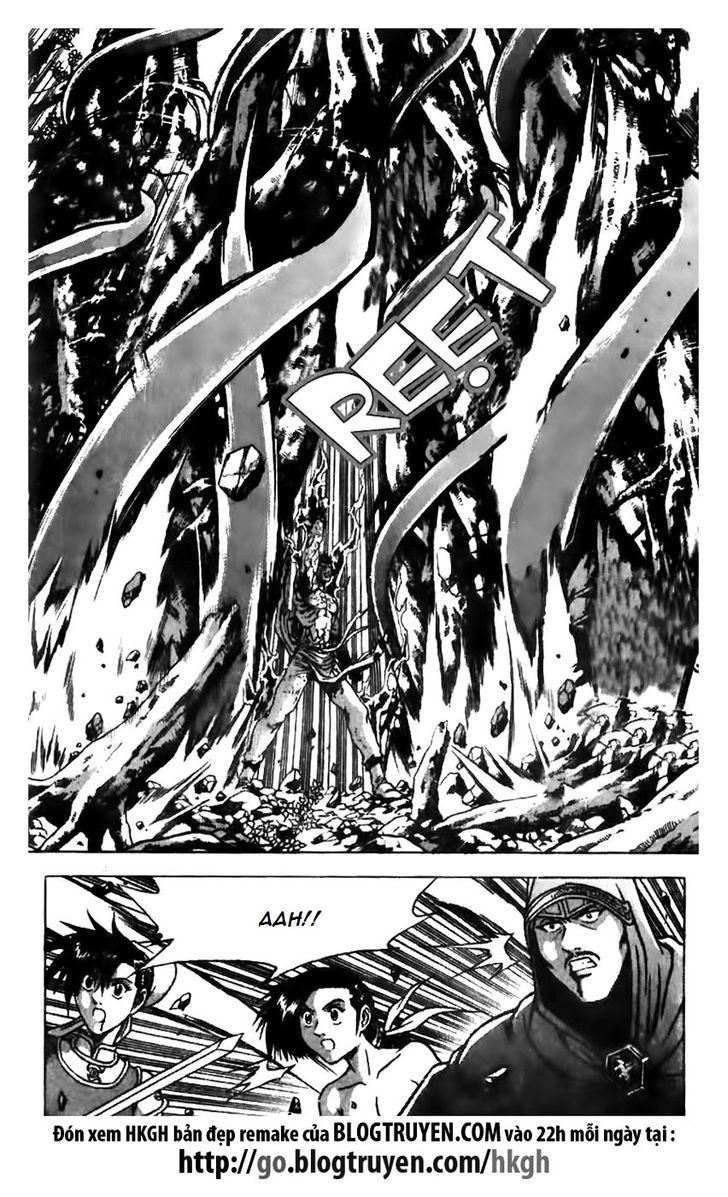 REẸT
AAH!!
Đón xem HKGH bản đẹp remake của BLOGTRUYEN.COM vào 22h mỗi ngày tại :
http://go.blogtruyen.com/hkgh